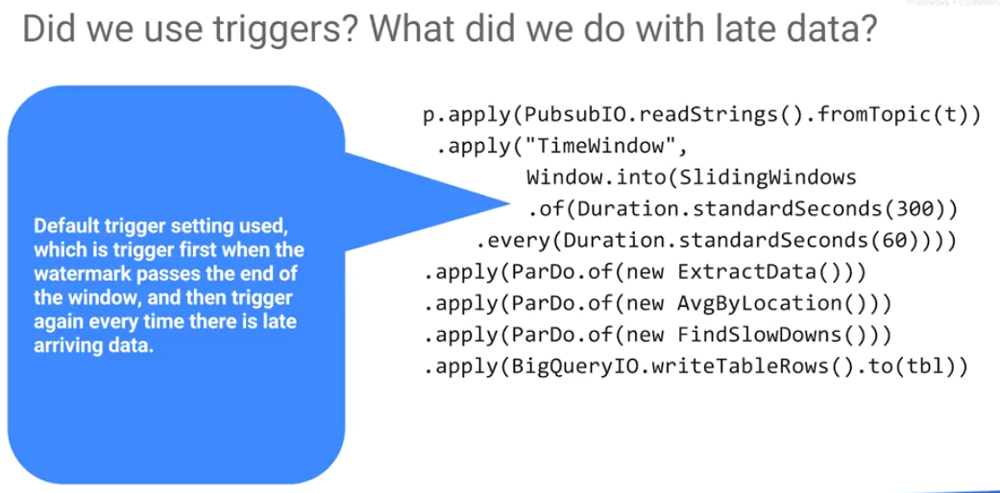 Proprietary + Confidential
Did we use triggers? What did we do with late data?
Default trigger setting used,
which is trigger first when the
watermark passes the end of
the window, and then trigger
again every time there is late
arriving data.
p.apply(PubsubIO.readStrings().fromTopic(t))
.apply("TimeWindow",
Window.into(SlidingWindows
.of(Duration.standardSeconds(300))
.every(Duration.standardSeconds(60))))
.apply(ParDo.of(new ExtractData()))
.apply(ParDo.of(new AvgByLocation()))
.apply(ParDo.of(new FindSlowDowns()))
.apply(BigQueryIO.writeTableRows().to(tbl))